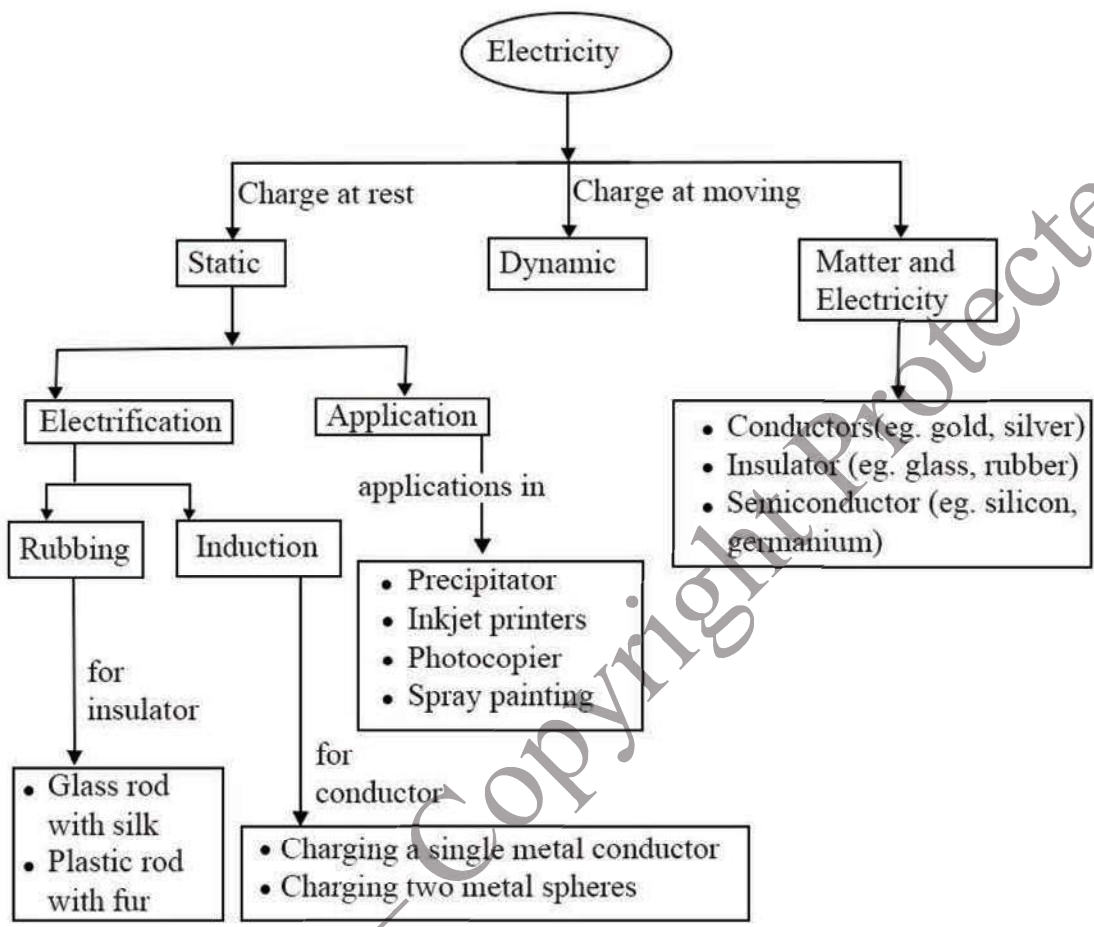 Electricity
Charge at rest
Charge at moving
Static
Dynamic
Matter and
Electricity
Electrification
Application
• Conductors(eg. gold, silver)
• Insulator (eg. glass, rubber)
• Semiconductor (eg. silicon,
germanium)
applications in
Rubbing
Induction
• Precipitator
• Inkjet printers
• Photocopier
• Spray painting
for
insulator
for
conductor
• Glass rod
with silk
• Plastic rod
with fur
• Charging a single metal conductor
• Charging two metal spheres
– Copyright Protecte